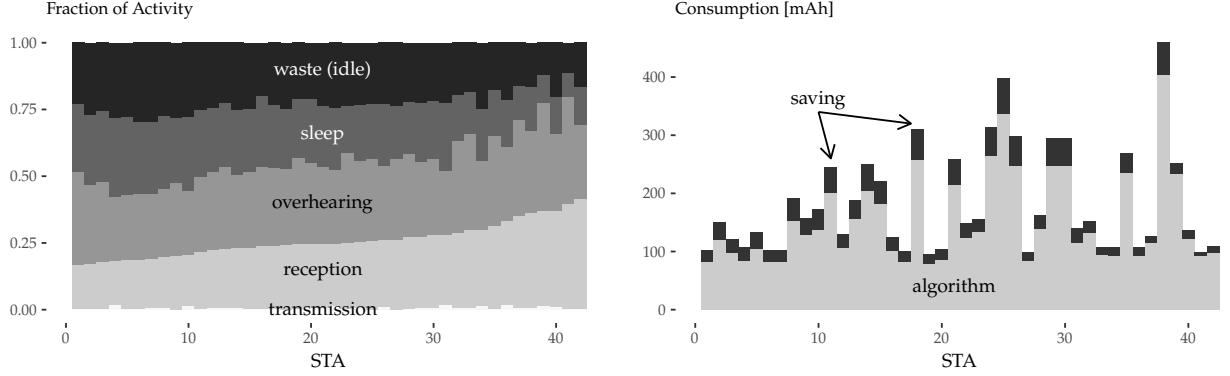 Fraction of Activity
1.00
0.75
0.50
0.25
0.00
waste (idle)
sleep
overhearing
reception
transmission
0 10 20 30 40
STA
Consumption [mAh]
400
300
200
100
0
saving
algorithm
0 10 20 30 40
STA